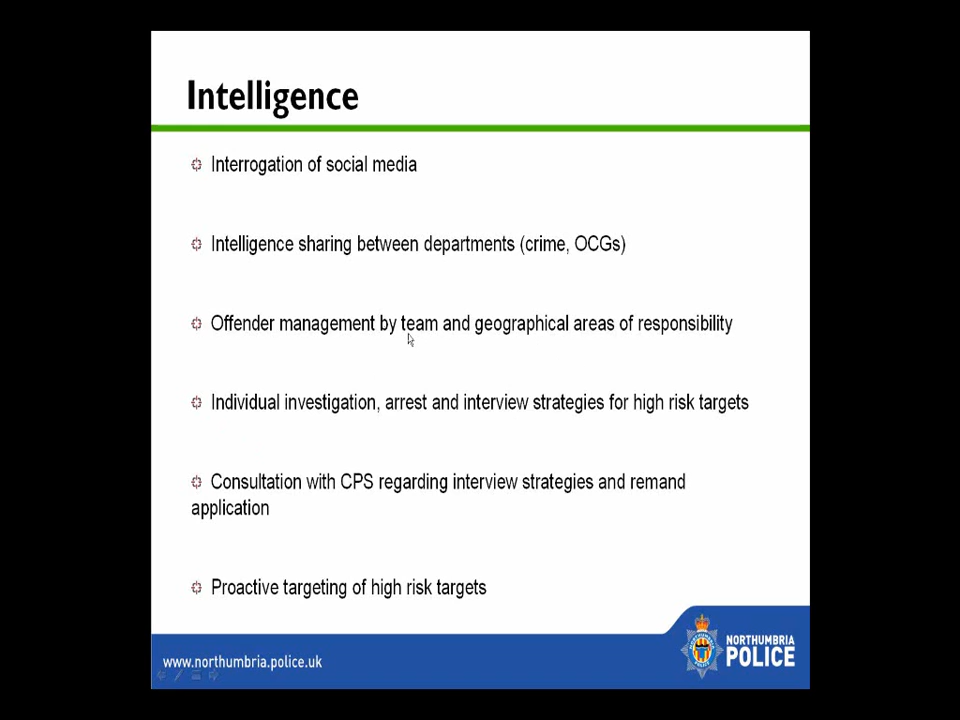 Intelligence
Interrogation of social media
Intelligence sharing between departments (crime, OCGs)
Offender management by team and geographical areas of responsibility
Individual investigation, arrest and interview strategies for high risk targets
Consultation with CPS regarding interview strategies and remand
application
Proactive targeting of high risk targets
www.northumbria.police.uk
NORTHUMBRIA
POLICE